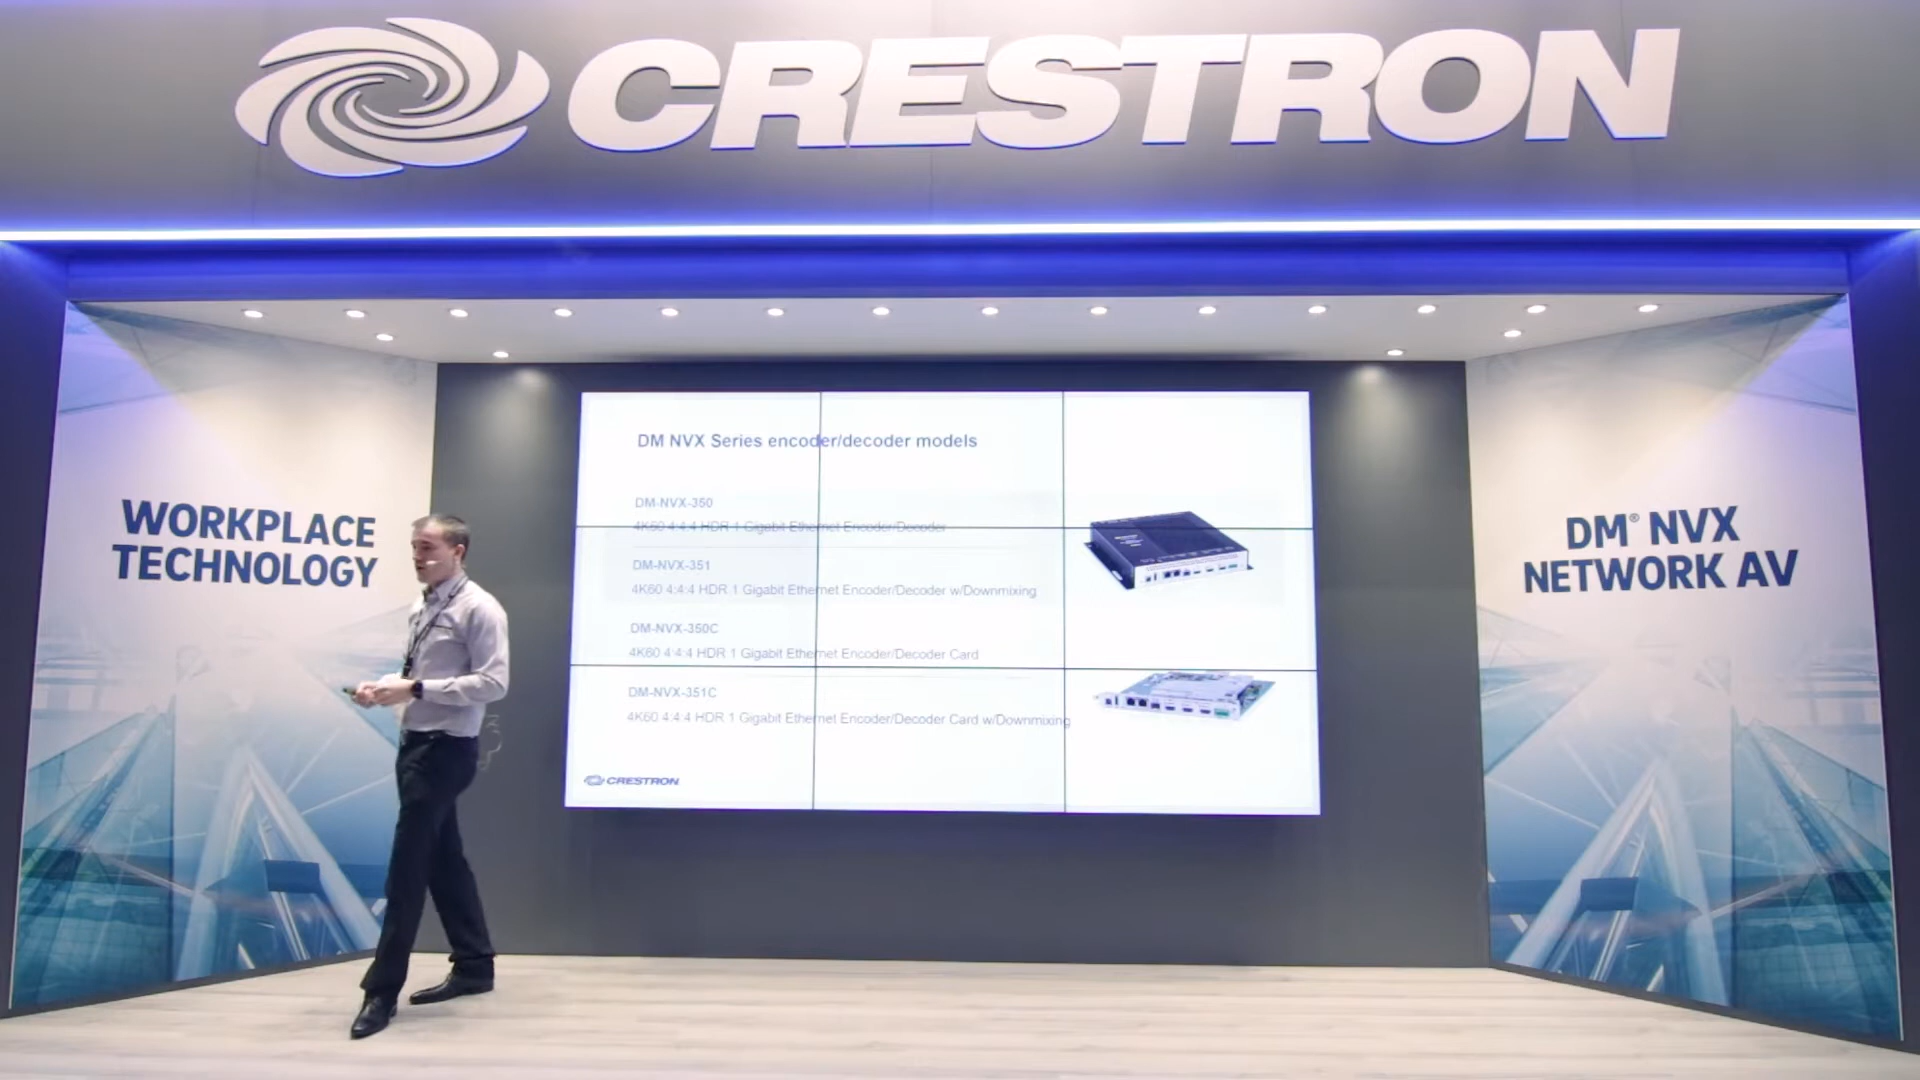 CRESTRON
WORKPLACE
TECHNOLOGY
DM NVX Series encoder/decoder models
DM-NVX-350
4K60 4:4:4 HDR 1 Gigabit Ethernet Encoder/Decoder
DM-NVX-351
4K60 4:4:4 HDR 1 Gigabit Ethernet Encoder/Decoder w/Downmixing
DM-NVX-350C
4K60 4:4:4 HDR 1 Gigabit Ethernet Encoder/Decoder Card
DM-NVX-351C
4K60 4:4:4 HDR 1 Gigabit Ethernet Encoder/Decoder Card w/Downmixing
CRESTRON
DM® NVX
NETWORK AV